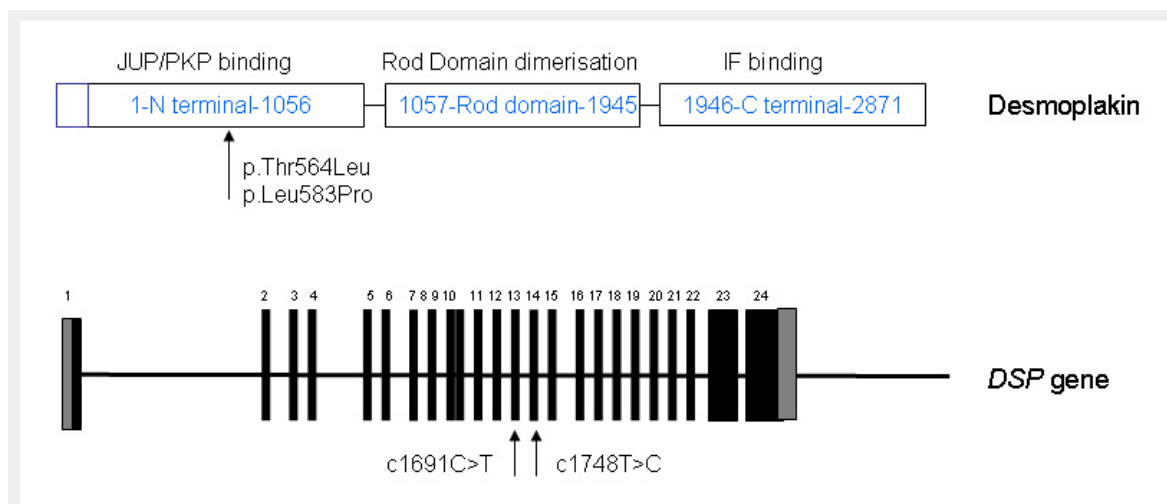 JUP/PKP binding Rod Domain dimerisation IF binding
1-N terminal-1056 1057-Rod domain-1945 1946-C terminal-2871 Desmoplakin
p.Thr564Leu
p.Leu583Pro
1 2 3 4 5 6 7 8 9 10 11 12 13 14 15 16 17 18 19 20 21 22 23 24
DSP gene
c1691C>T c1748T>C